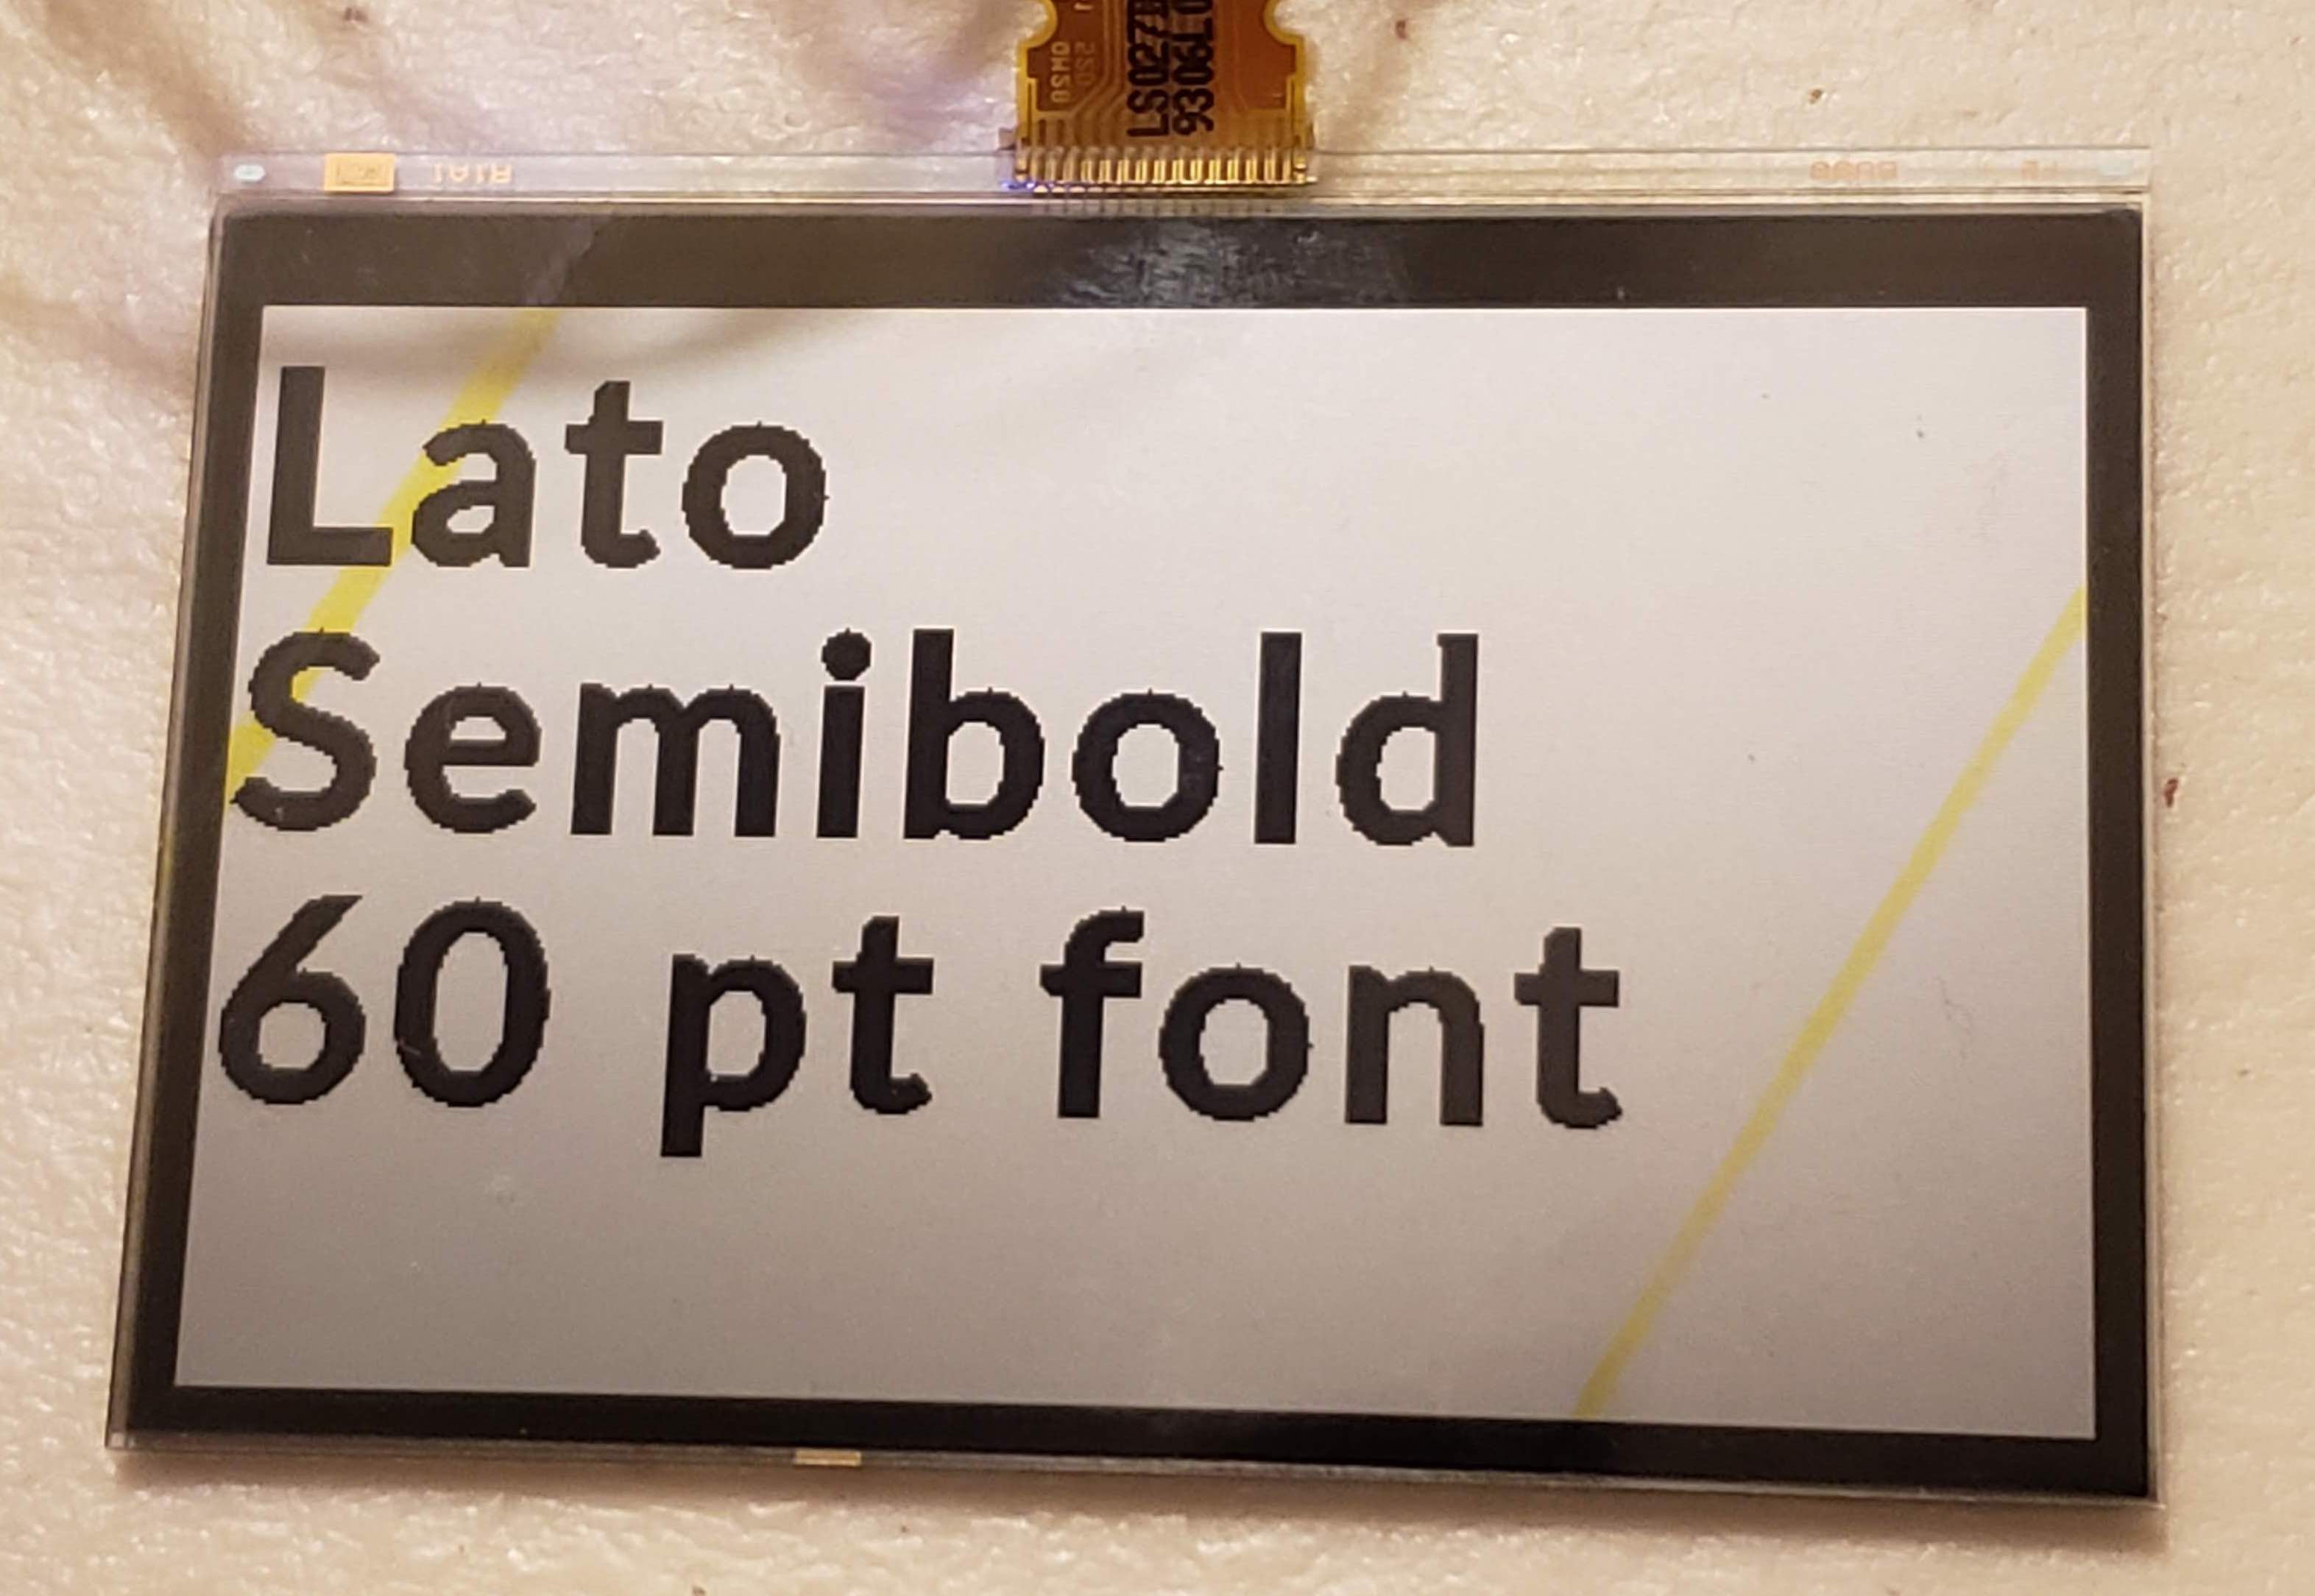 Lato
Semibold
60 pt font